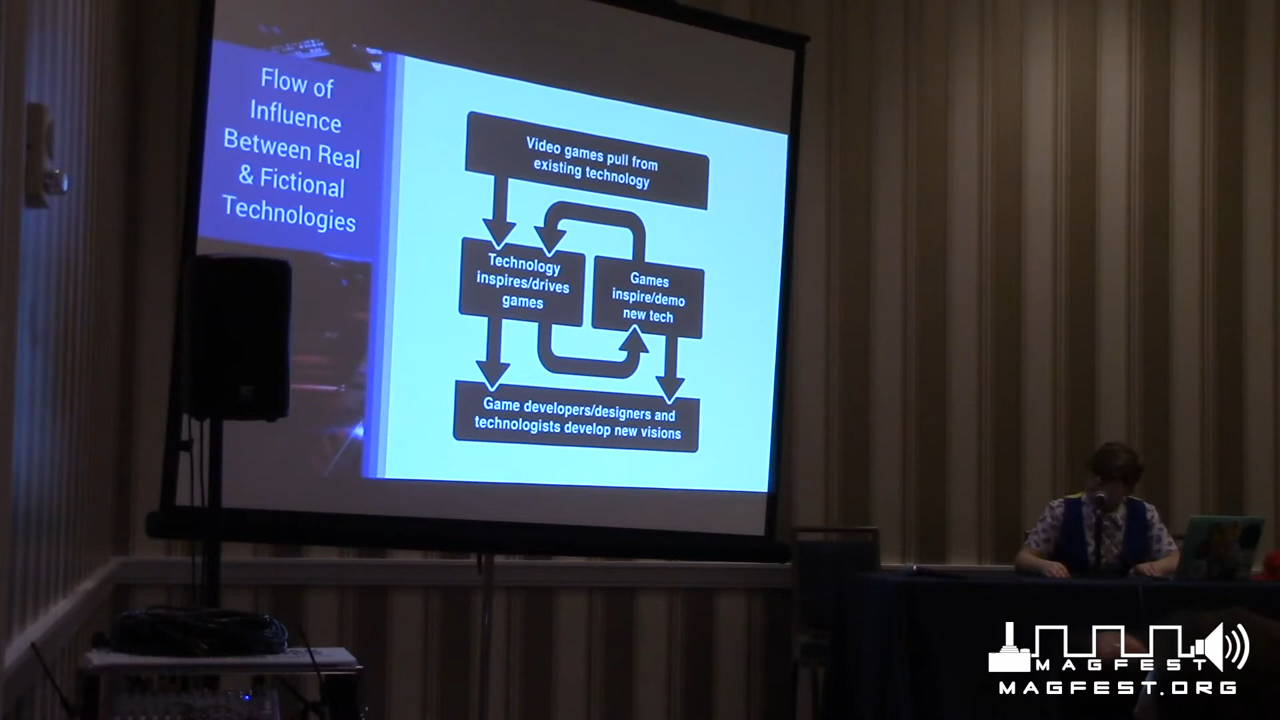 Flow of
Influence
Between Real
& Fictional
Technologies
Video games pull from
existing technology
Technology
inspires/drives
games
Games
inspire/demo
new tech
Game developers/designers and
technologists develop new visions
MAGFEST
MAGFEST.ORG